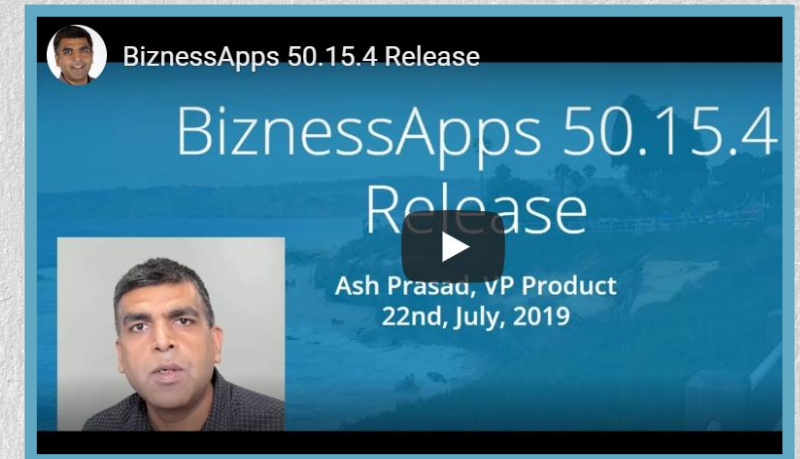 BiznessApps 50.15.4 Release
BiznessApps 50.15.4
Release
Ash Prasad, VP Product
22nd, July, 2019